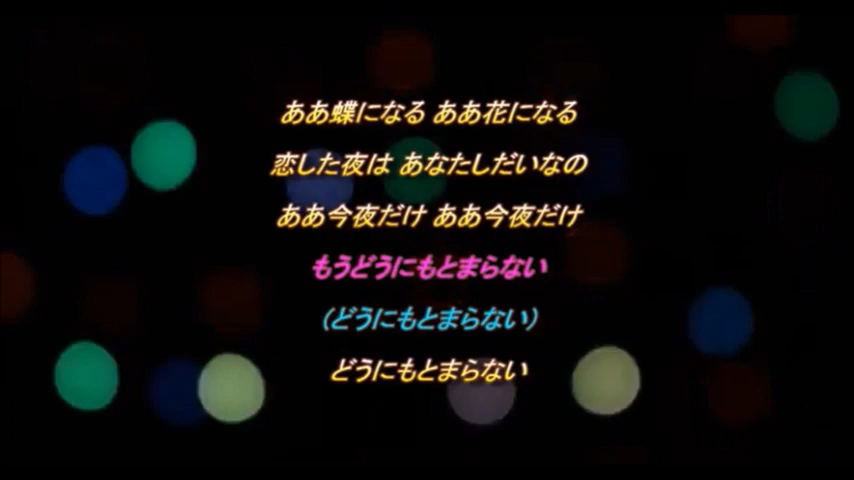 ああ蝶になる ああ花になる
恋した夜は あなたしだいなの
ああ今夜だけ ああ今夜だけ
もうどうにもとまらない
(どうにもとまらない)
どうにもとまらない